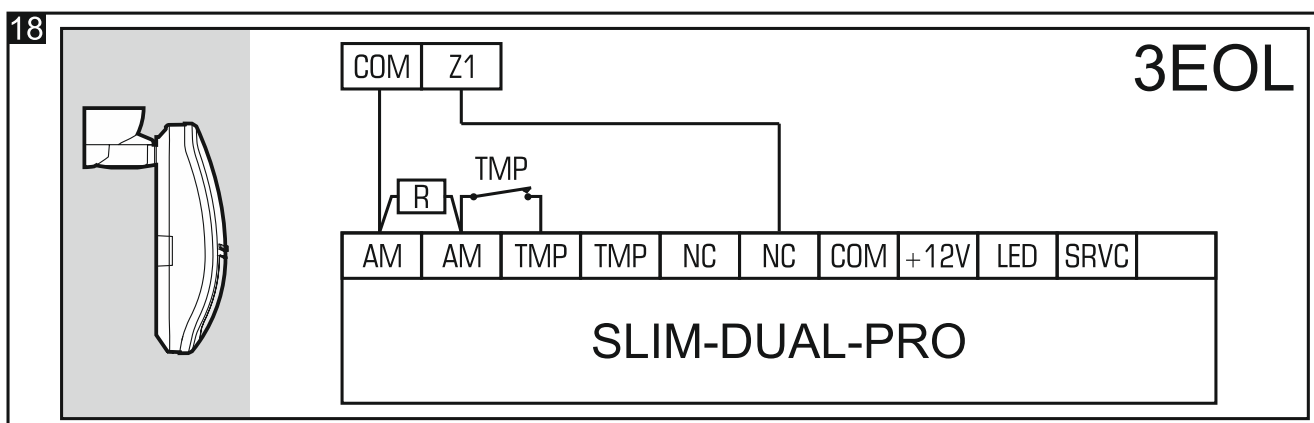 18
3EOL
COM Z1
TMP
R
AM AM TMP TMP NC NC COM +12V LED SRVC
SLIM-DUAL-PRO